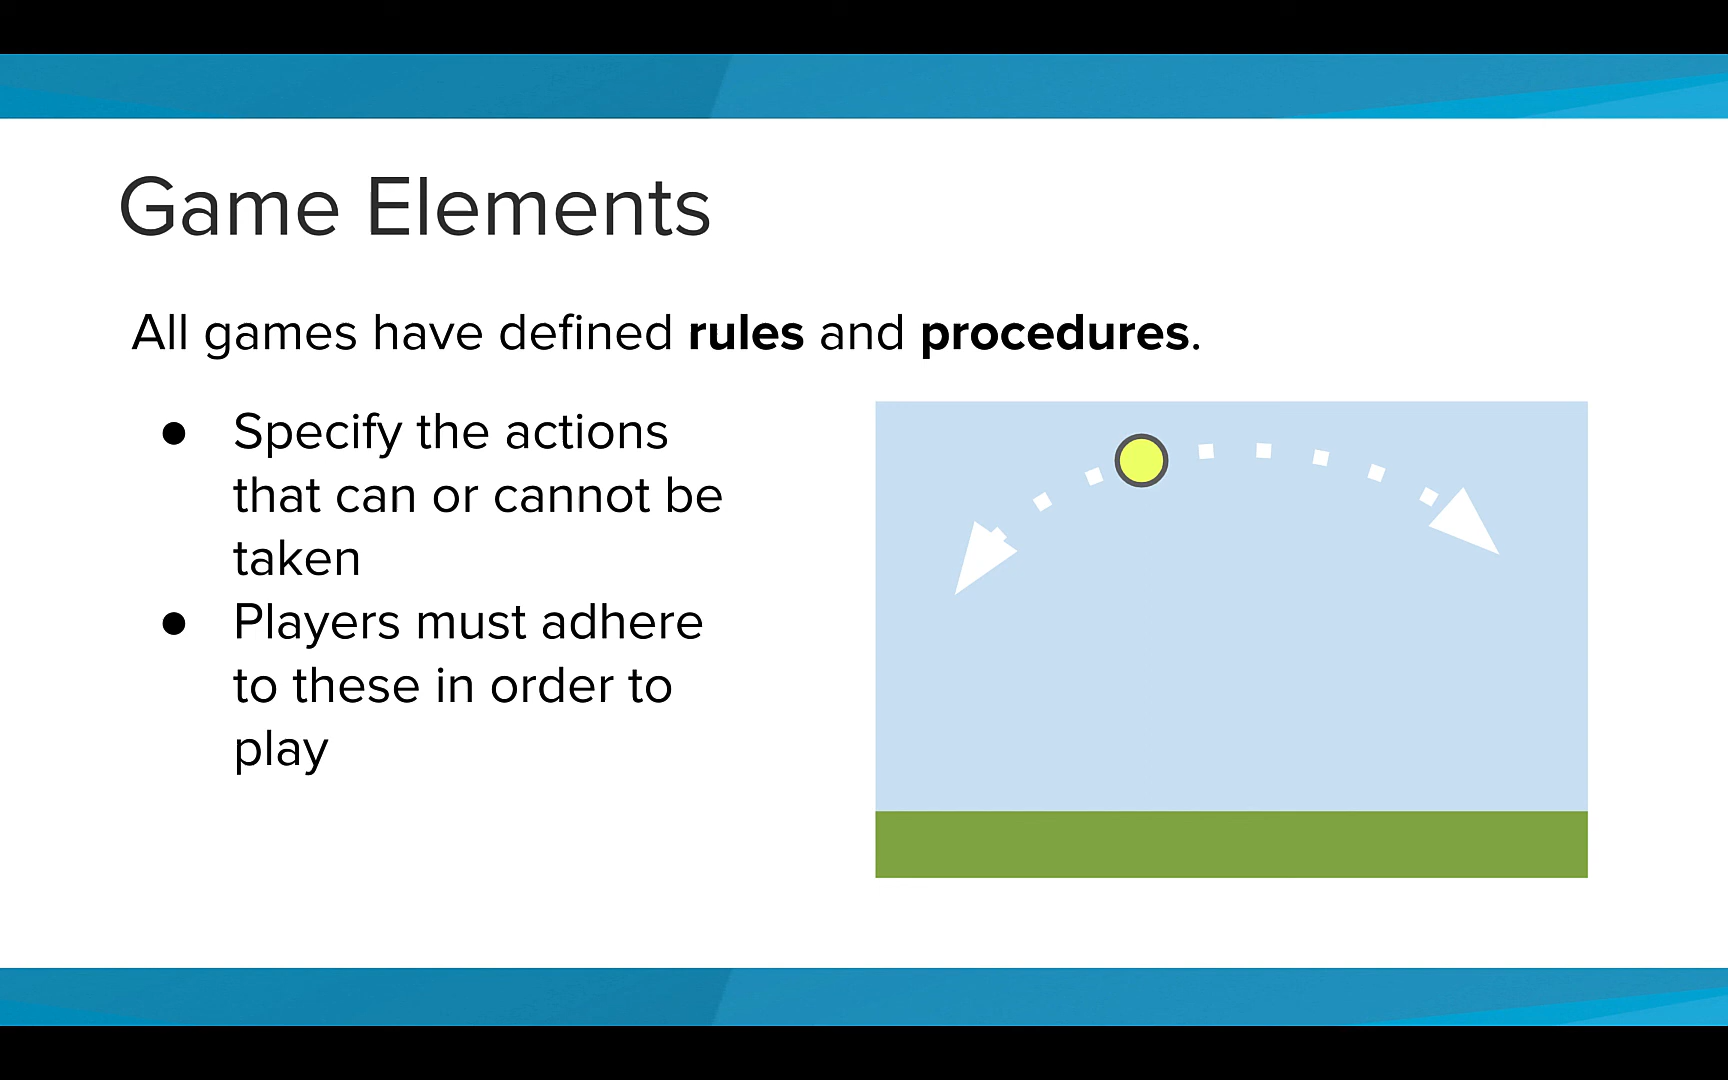 Game Elements
All games have defined rules and procedures.
● Specify the actions
that can or cannot be
taken
● Players must adhere
to these in order to
play